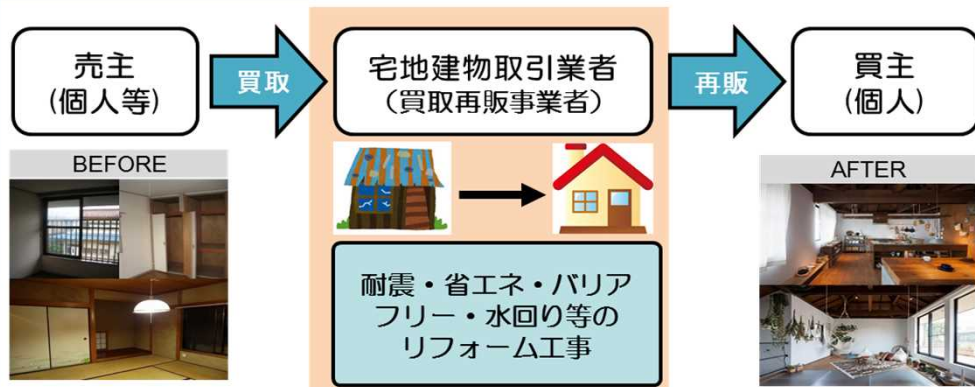 売主
(個人等)
買取
宅地建物取引業者
(買取再販事業者)
再販
買主
(個人)
BEFORE
AFTER
耐震・省エネ・バリア
フリー・水回り等の
リフォーム工事